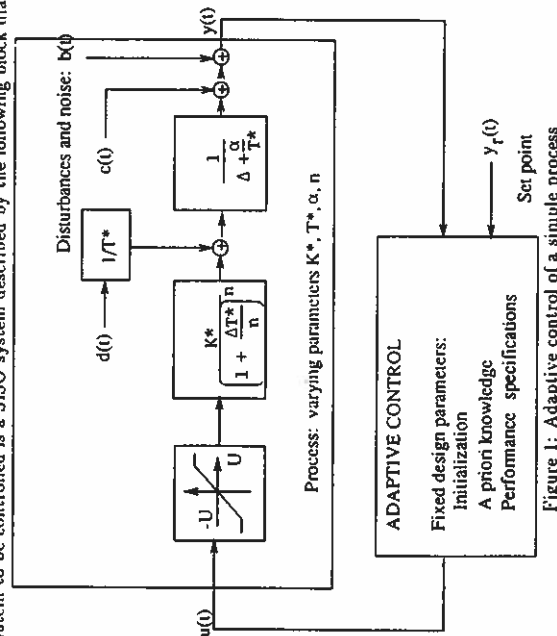 ystem to be controlled is a SISO system described by the following block dia
Disturbances and noise: b(t)
y(t)
c(t)
d(t)
1/T*
u(t)
-U
U
K*
(1 + ΔT*/n)^n
1
Δ + α/T*
Process: varying parameters K*, T*, α, n
ADAPTIVE CONTROL
Fixed design parameters:
Initialization
A priori knowledge
Performance specifications
y_r(t)
Set point
Figure 1: Adaptive control of a simple process